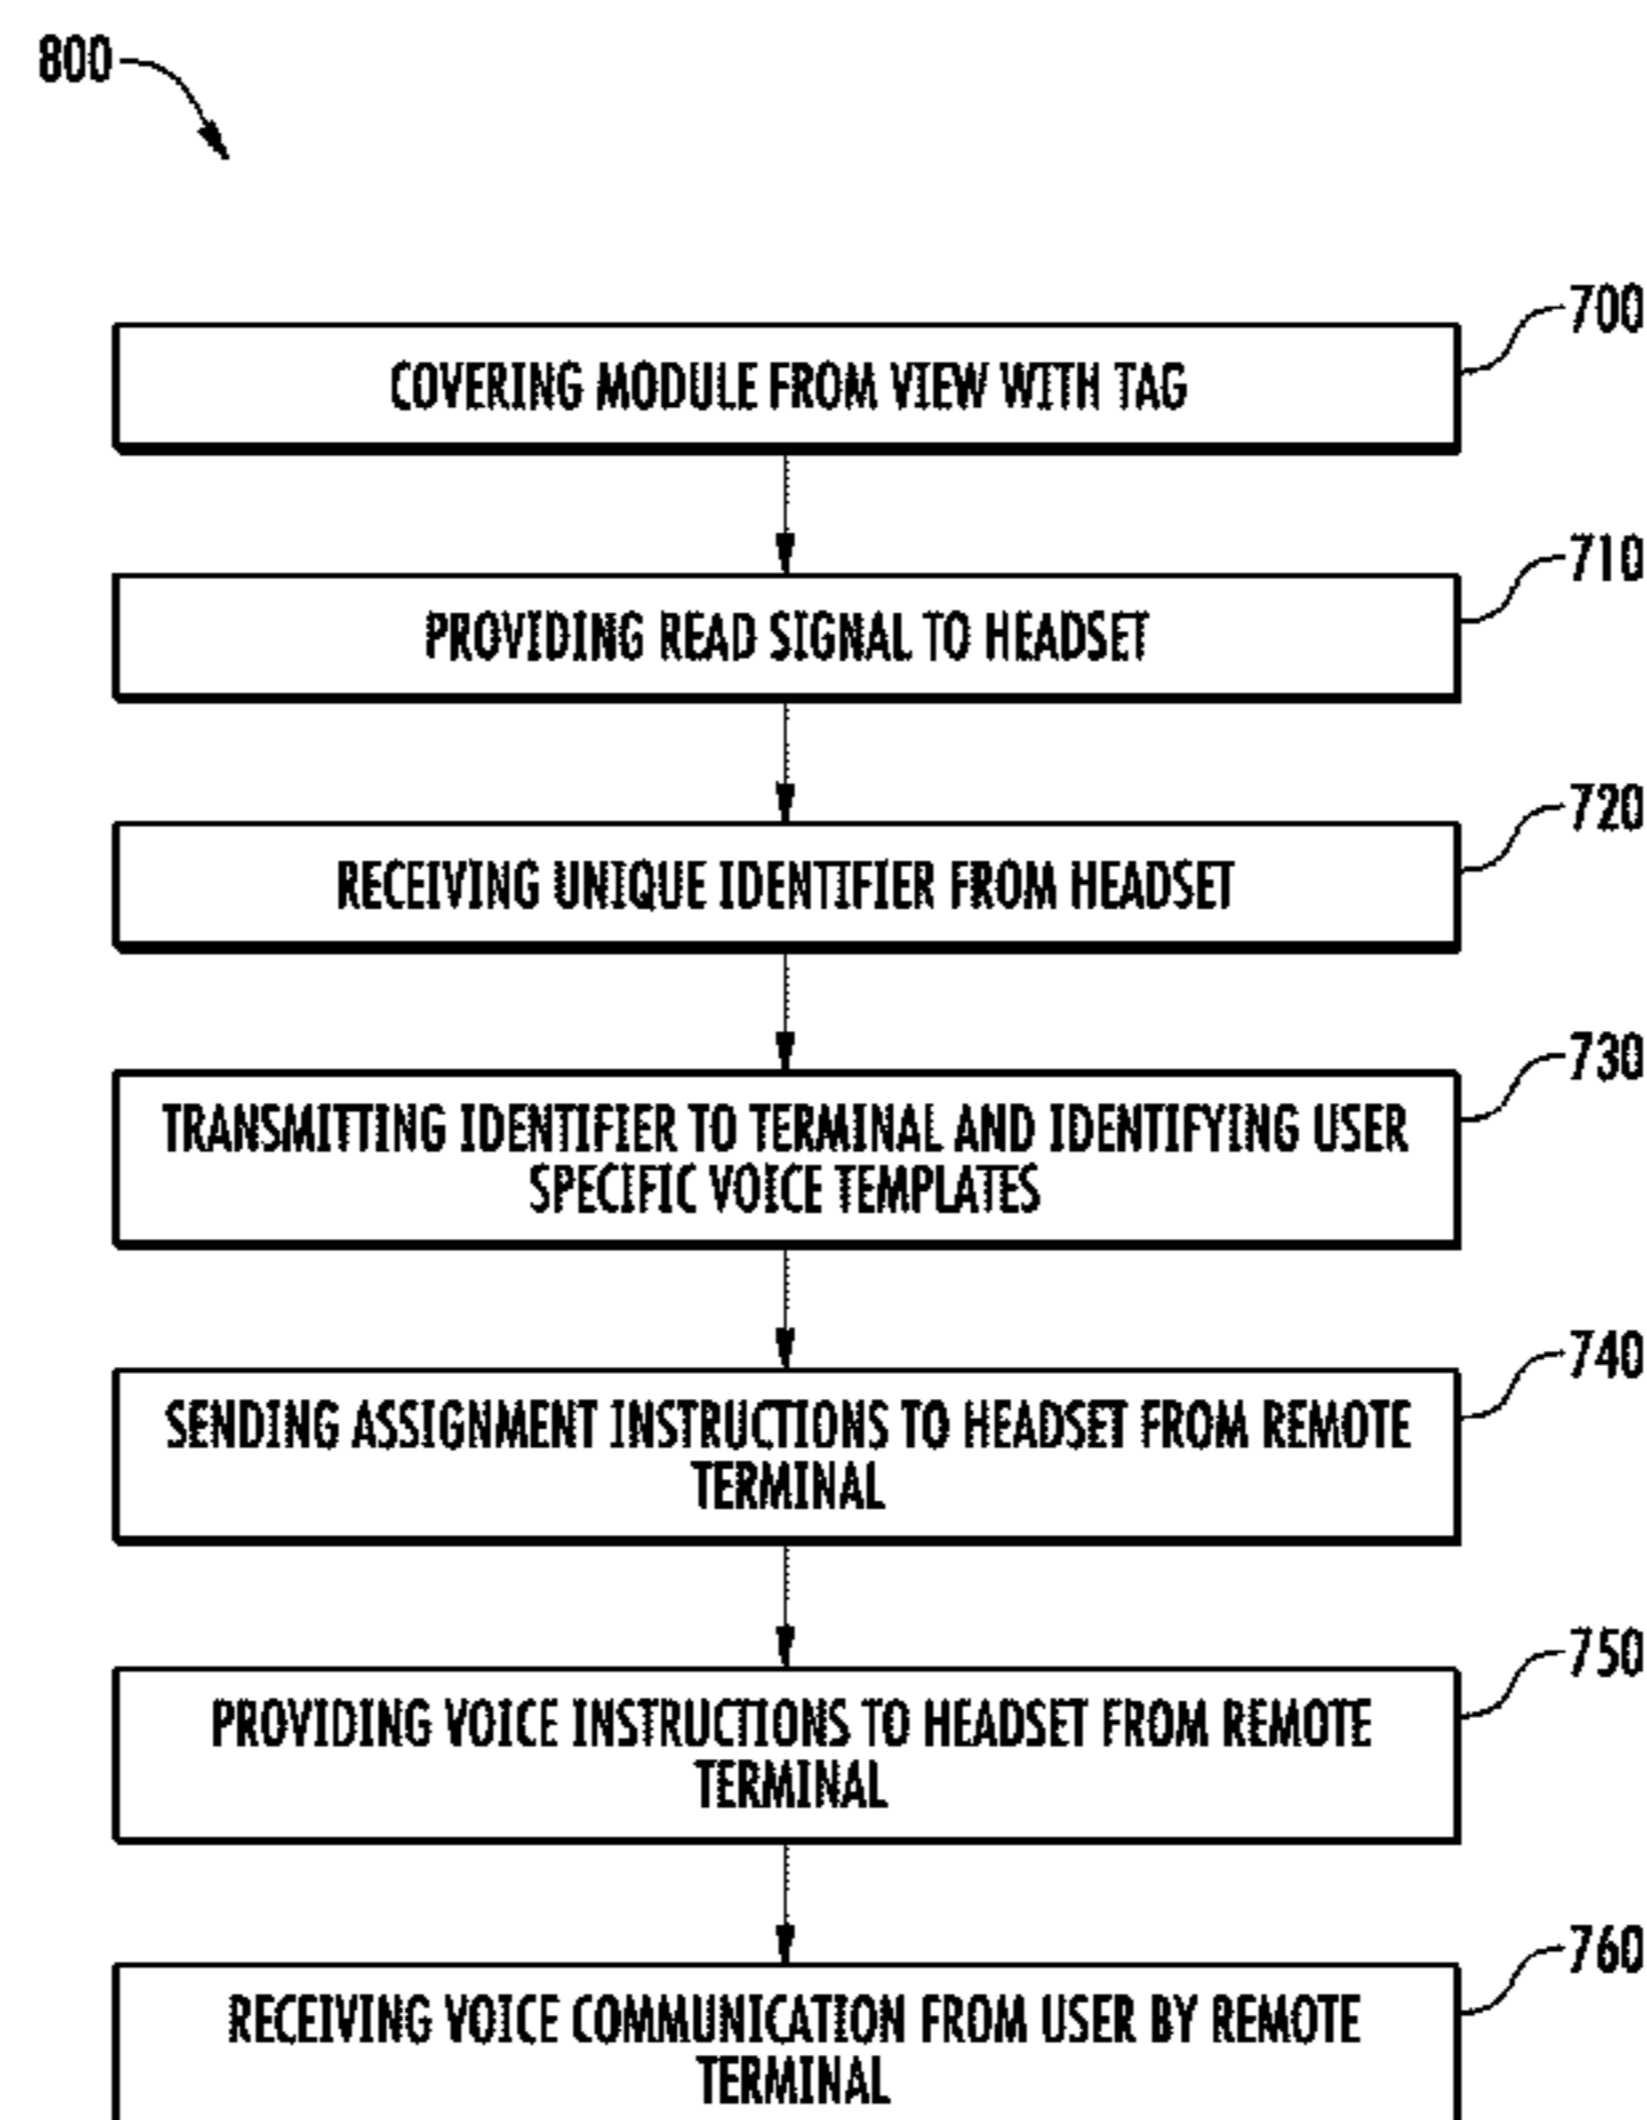 800
700
COVERING MODULE FROM VIEW WITH TAG
710
PROVIDING READ SIGNAL TO HEADSET
720
RECEIVING UNIQUE IDENTIFIER FROM HEADSET
730
TRANSMITTING IDENTIFIER TO TERMINAL AND IDENTIFYING USER
SPECIFIC VOICE TEMPLATES
740
SENDING ASSIGNMENT INSTRUCTIONS TO HEADSET FROM REMOTE
TERMINAL
750
PROVIDING VOICE INSTRUCTIONS TO HEADSET FROM REMOTE
TERMINAL
760
RECEIVING VOICE COMMUNICATION FROM USER BY REMOTE
TERMINAL